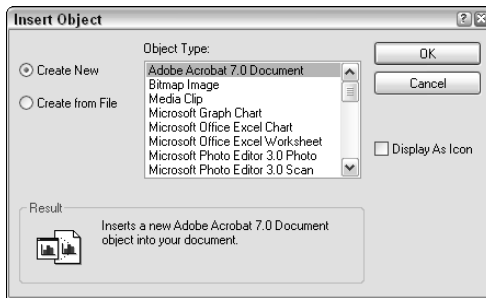 Insert Object
Object Type:
Create New
Create from File
Adobe Acrobat 7.0 Document
Bitmap Image
Media Clip
Microsoft Graph Chart
Microsoft Office Excel Chart
Microsoft Office Excel Worksheet
Microsoft Photo Editor 3.0 Photo
Microsoft Photo Editor 3.0 Scan
OK
Cancel
Display As Icon
Result
Inserts a new Adobe Acrobat 7.0 Document
object into your document.